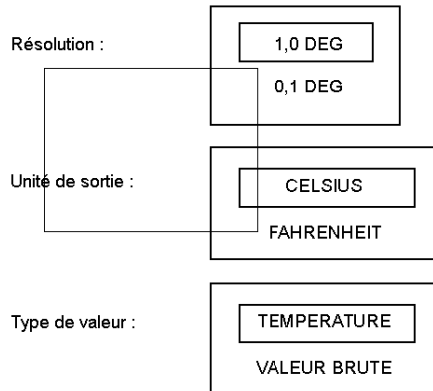 Résolution :
1,0 DEG
0,1 DEG
Unité de sortie :
CELSIUS
FAHRENHEIT
Type de valeur :
TEMPERATURE
VALEUR BRUTE